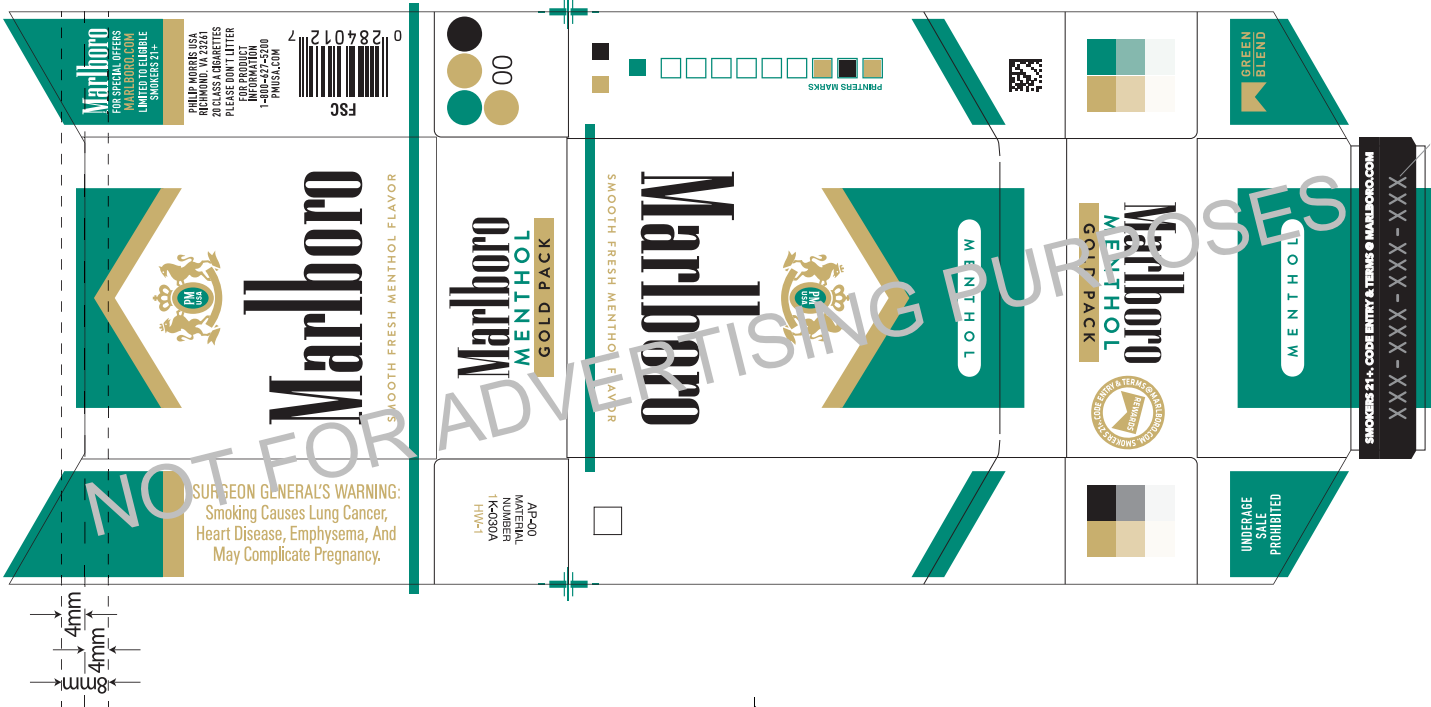 Marlboro
FOR SPECIAL OFFERS
MARLBORO.COM
LIMITED TO ELIGIBLE
SMOKERS 21+
PHILIP MORRIS USA
RICHMOND, VA 23261
20 CLASS A CIGARETTES
PLEASE DON'T LITTER
FOR PRODUCT
INFORMATION
1-800-627-5200
PMUSA.COM
0 284012 7
FSC
00
PRINTERS MARKS
GREEN
BLEND
PM
USA
Marlboro
SMOOTH FRESH MENTHOL FLAVOR
Marlboro
MENTHOL
GOLD PACK
SMOOTH FRESH MENTHOL FLAVOR
Marlboro
PM
USA
MENTHOL
GOLD PACK
MENTHOL
Marlboro
CODE ENTRY & TERMS @ MARLBORO.COM. SMOKERS 21+.
REWARDS
MENTHOL
SMOKERS 21+. CODE ENTRY & TERMS @ MARLBORO.COM
XXX-XXX-XXX-XXX
NOT FOR ADVERTISING PURPOSES
SURGEON GENERAL'S WARNING:
Smoking Causes Lung Cancer,
Heart Disease, Emphysema, And
May Complicate Pregnancy.
AP-000
MATERIAL
NUMBER
1 K-030A
HW-1
UNDERAGE
SALE
PROHIBITED
4mm
4mm
8mm